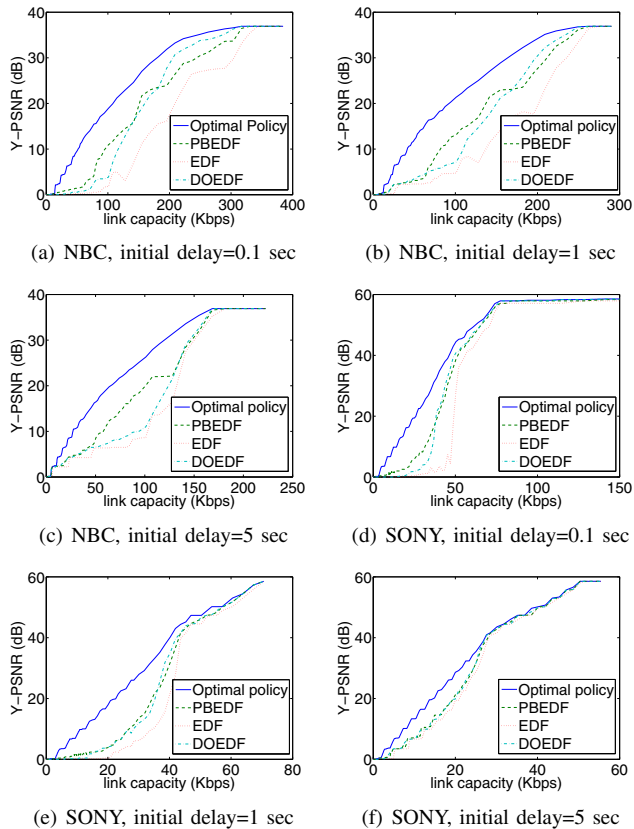 40
30
20
10
0
0 100 200 300 400
Y−PSNR (dB)
link capacity (Kbps)
Optimal Policy
PBEDF
EDF
DOEDF
(a) NBC, initial delay=0.1 sec
40
30
20
10
0
0 100 200 300
Y−PSNR (dB)
link capacity (Kbps)
Optimal Policy
PBEDF
EDF
DOEDF
(b) NBC, initial delay=1 sec
40
30
20
10
0
0 50 100 150 200 250
Y−PSNR (dB)
link capacity (Kbps)
Optimal Policy
PBEDF
EDF
DOEDF
(c) NBC, initial delay=5 sec
60
40
20
0
0 50 100 150
Y−PSNR (dB)
link capacity (Kbps)
Optimal policy
PBEDF
EDF
DOEDF
(d) SONY, initial delay=0.1 sec
60
40
20
0
0 20 40 60 80
Y−PSNR (dB)
link capacity (Kbps)
Optimal policy
PBEDF
EDF
DOEDF
(e) SONY, initial delay=1 sec
60
40
20
0
0 20 40 60
Y−PSNR (dB)
link capacity (Kbps)
Optimal policy
PBEDF
EDF
DOEDF
(f) SONY, initial delay=5 sec